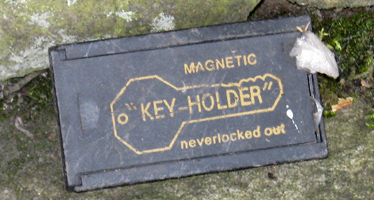 MAGNETIC
"KEY-HOLDER"
neverlocked out